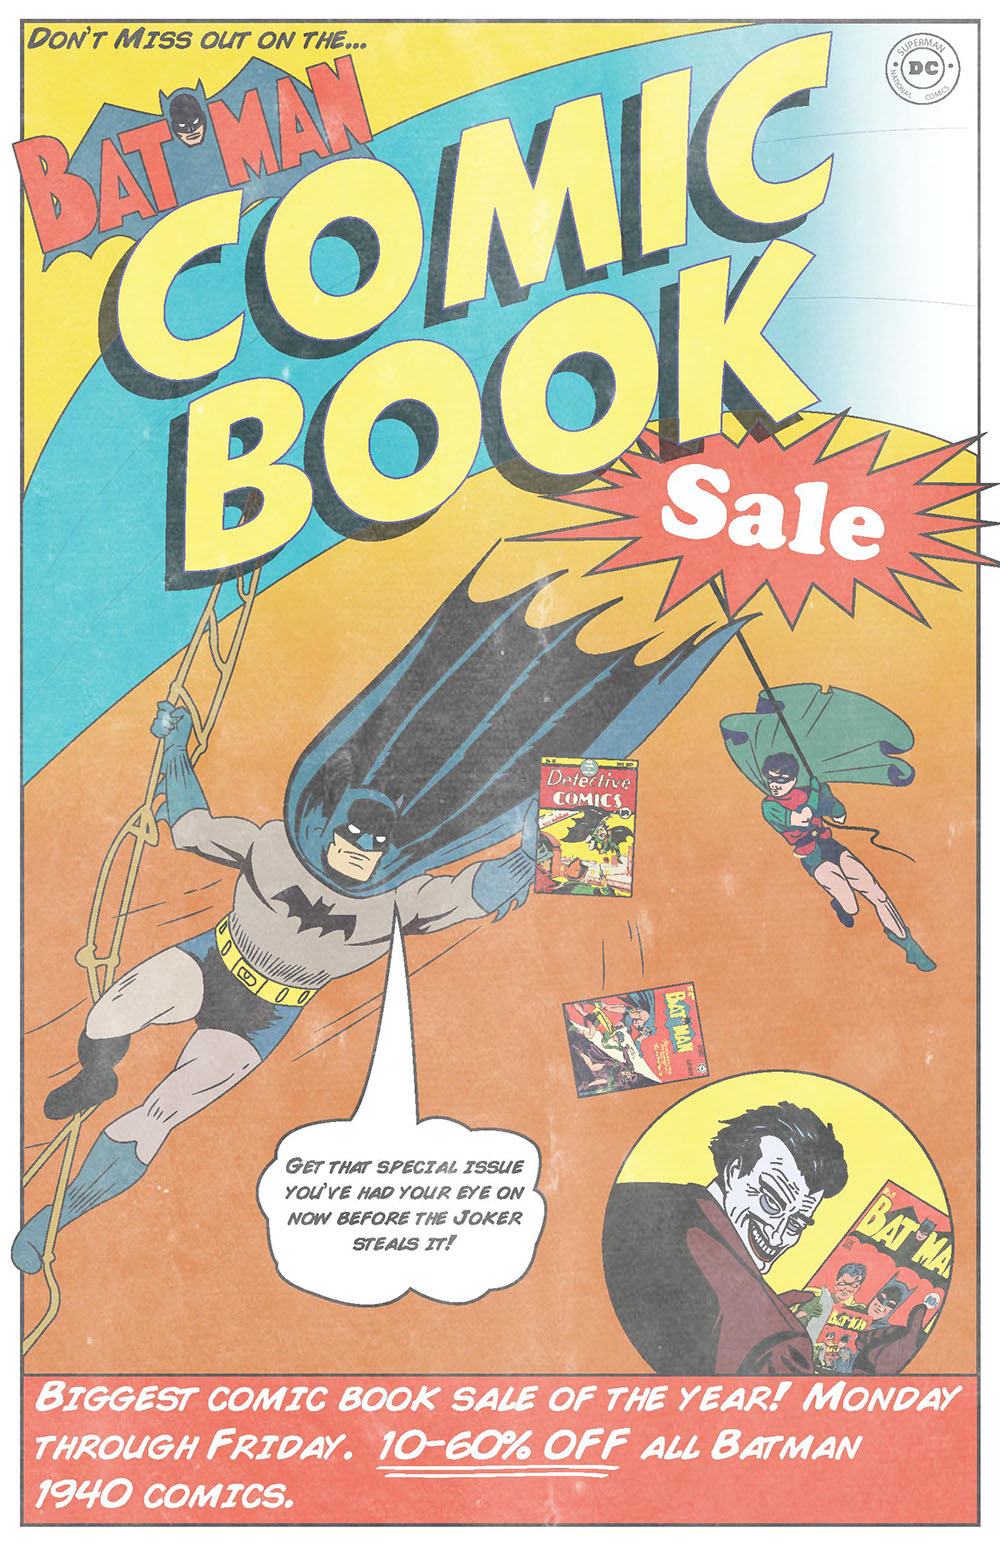 DON'T MISS OUT ON THE...
BATMAN
SUPERMAN
DC
NATIONAL COMICS
COMIC
BOOK
Sale
Detective
COMICS
BATMAN
GET THAT SPECIAL ISSUE
YOU'VE HAD YOUR EYE ON
NOW BEFORE THE JOKER
STEALS IT!
BATMA
BATMAN
BIGGEST COMIC BOOK SALE OF THE YEAR! MONDAY
THROUGH FRIDAY. 10-60% OFF ALL BATMAN
1940 COMICS.